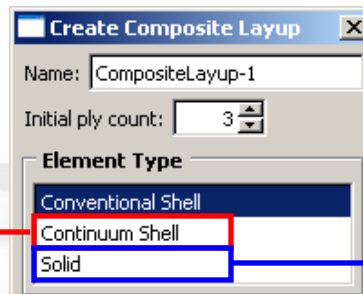 Create Composite Layup
Name: CompositeLayup-1
Initial ply count: 3
Element Type
Conventional Shell
Continuum Shell
Solid